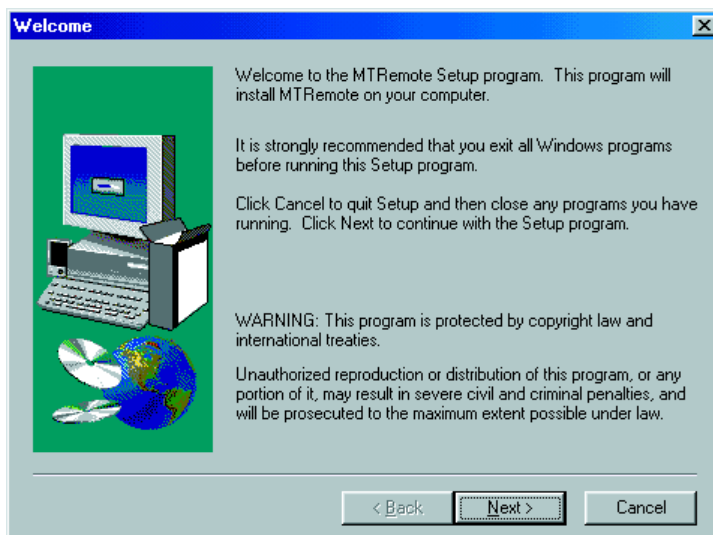 Welcome
Welcome to the MTRemote Setup program. This program will
install MTRemote on your computer.
It is strongly recommended that you exit all Windows programs
before running this Setup program.
Click Cancel to quit Setup and then close any programs you have
running. Click Next to continue with the Setup program.
WARNING: This program is protected by copyright law and
international treaties.
Unauthorized reproduction or distribution of this program, or any
portion of it, may result in severe civil and criminal penalties, and
will be prosecuted to the maximum extent possible under law.
< Back Next > Cancel